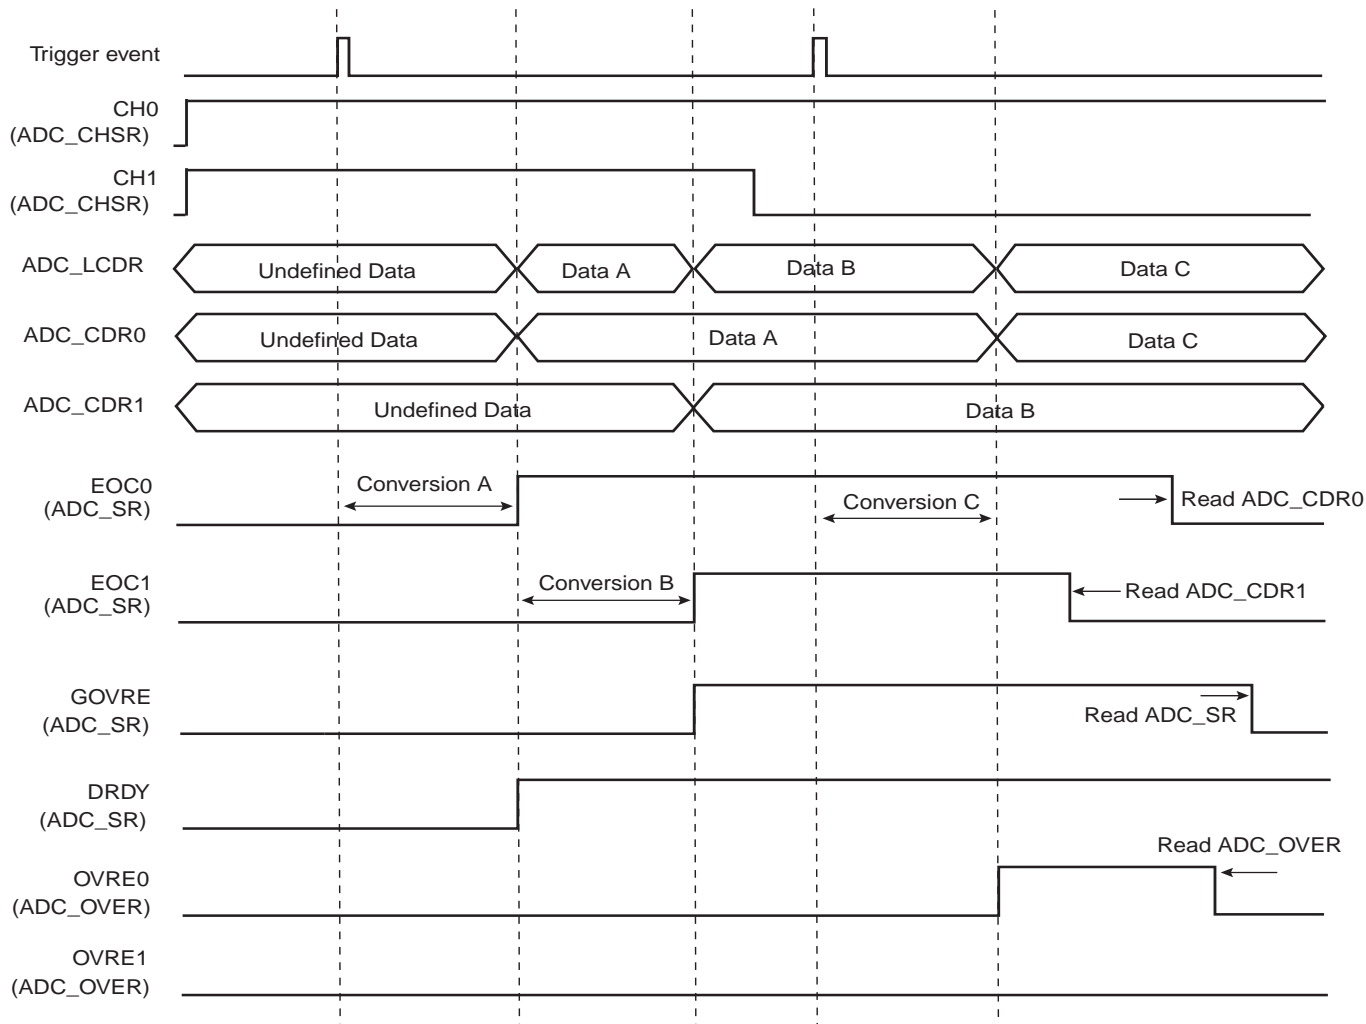 Trigger event
CH0
(ADC_CHSR)
CH1
(ADC_CHSR)
ADC_LCDR
Undefined Data
Data A
Data B
Data C
ADC_CDR0
Undefined Data
Data A
Data C
ADC_CDR1
Undefined Data
Data B
EOC0
(ADC_SR)
Conversion A
Conversion C
Read ADC_CDR0
EOC1
(ADC_SR)
Conversion B
Read ADC_CDR1
GOVRE
(ADC_SR)
Read ADC_SR
DRDY
(ADC_SR)
Read ADC_OVER
OVRE0
(ADC_OVER)
OVRE1
(ADC_OVER)